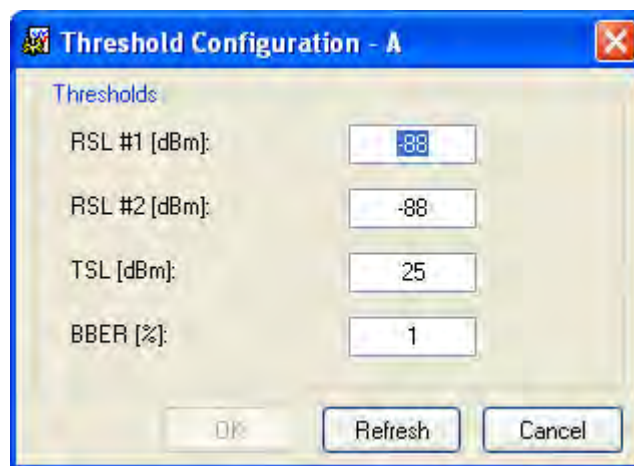 Threshold Configuration - A
Thresholds
RSL #1 [dBm]: -88
RSL #2 [dBm]: -88
TSL [dBm]: 25
BBER [%]: 1
OK Refresh Cancel